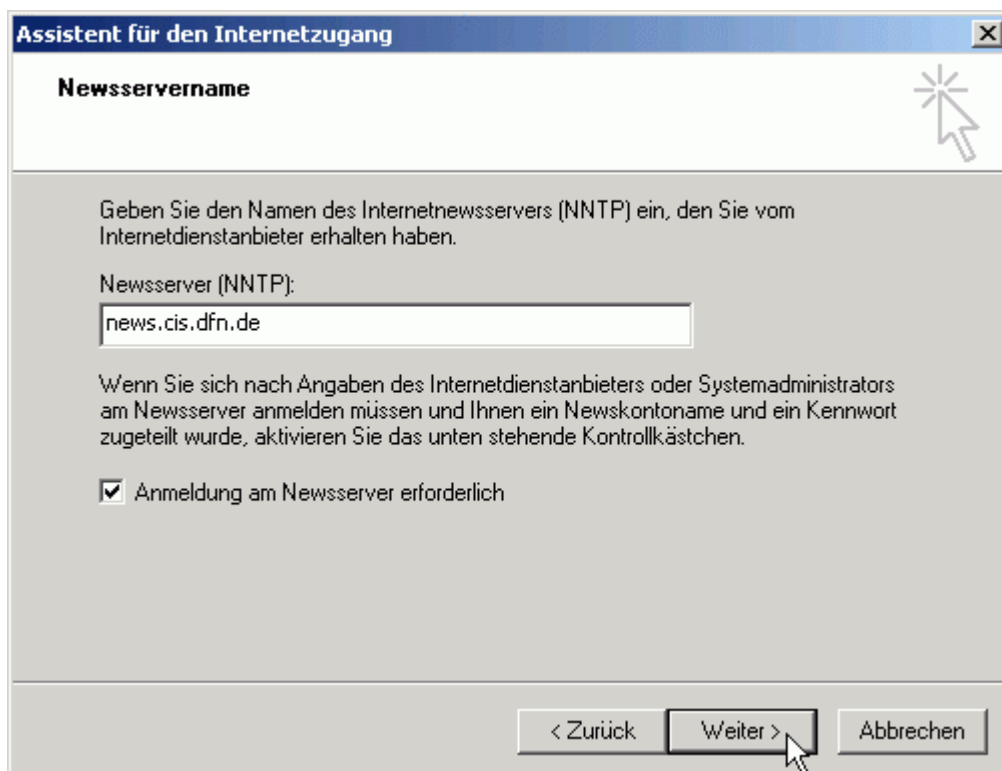 Assistent für den Internetzugang
Newsservername
Geben Sie den Namen des Internetnewsservers (NNTP) ein, den Sie vom
Internetdienstanbieter erhalten haben.
Newsserver (NNTP):
news.cis.dfn.de
Wenn Sie sich nach Angaben des Internetdienstanbieters oder Systemadministrators
am Newsserver anmelden müssen und Ihnen ein Newskontoname und ein Kennwort
zugeteilt wurde, aktivieren Sie das unten stehende Kontrollkästchen.
Anmeldung am Newsserver erforderlich
< Zurück Weiter > Abbrechen